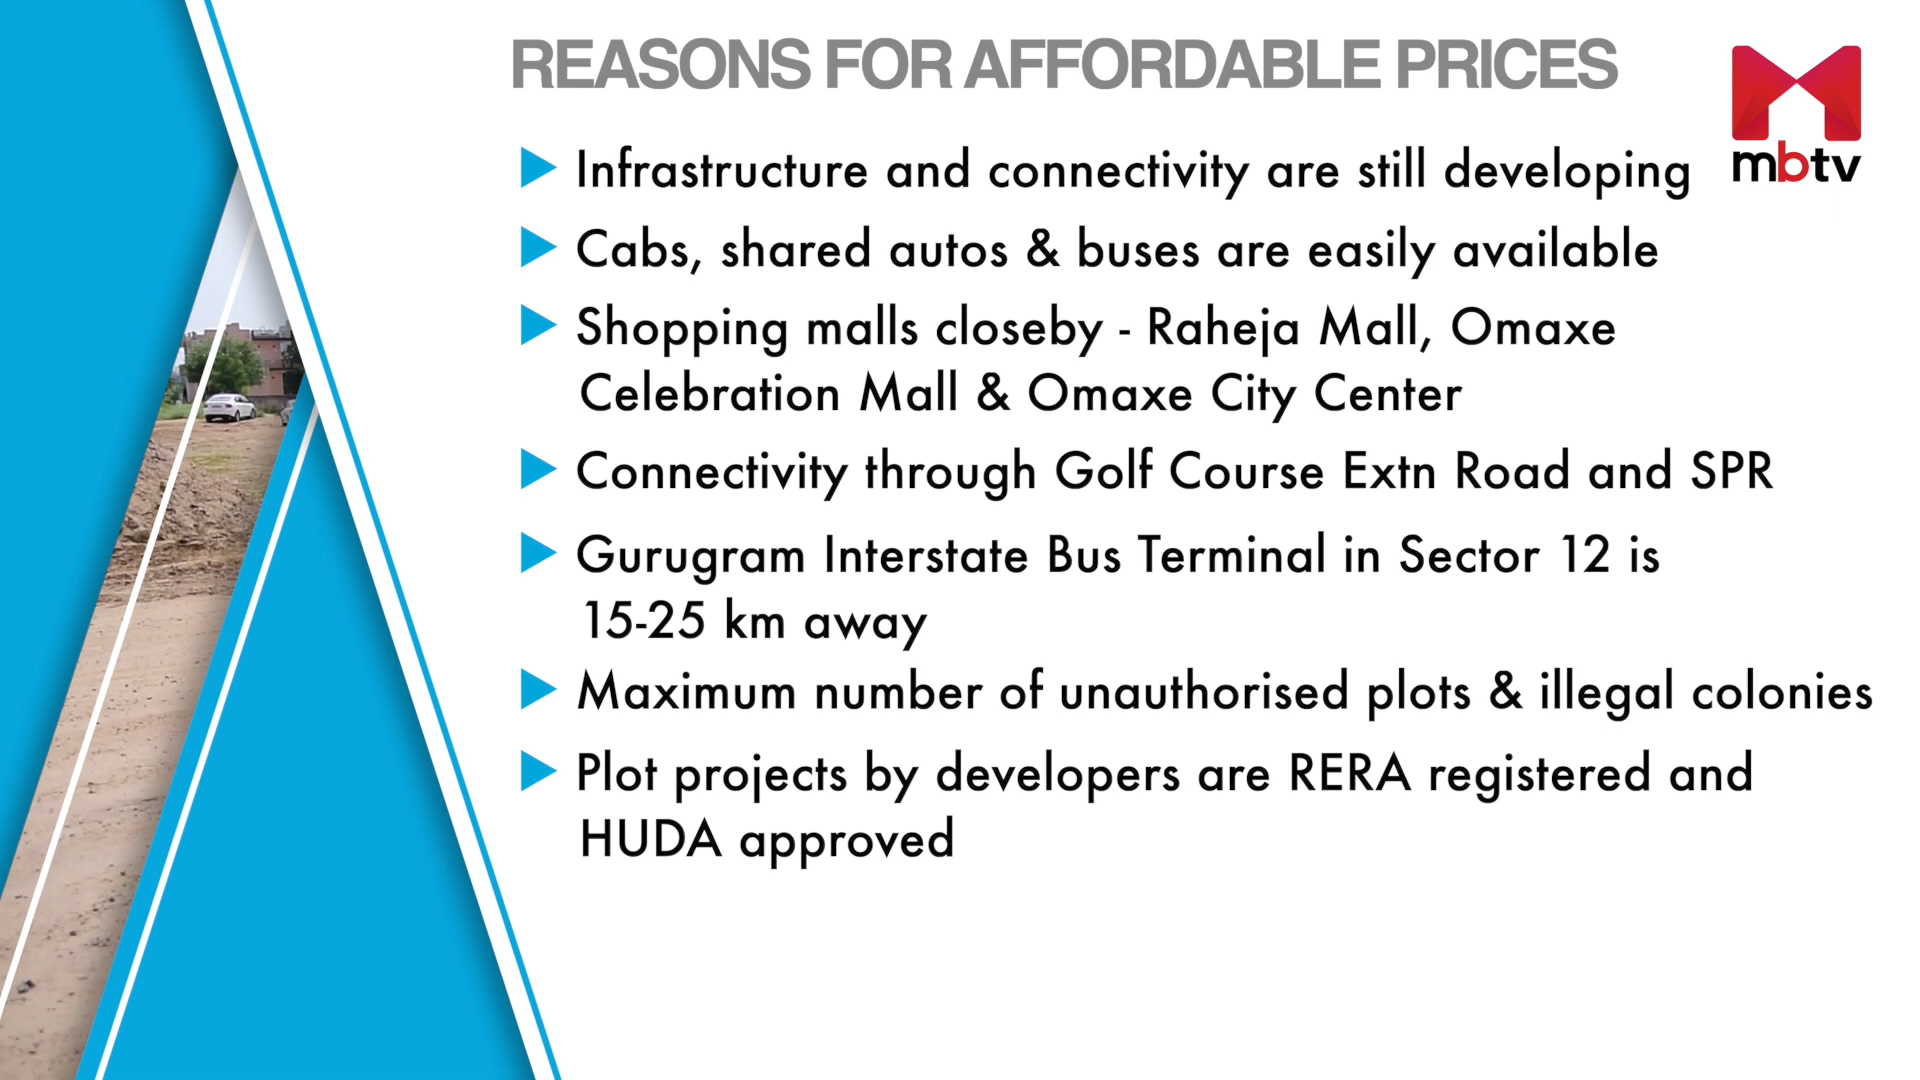 REASONS FOR AFFORDABLE PRICES
mbtv
Infrastructure and connectivity are still developing
Cabs, shared autos & buses are easily available
Shopping malls closeby - Raheja Mall, Omaxe
Celebration Mall & Omaxe City Center
Connectivity through Golf Course Extn Road and SPR
Gurugram Interstate Bus Terminal in Sector 12 is
15-25 km away
Maximum number of unauthorised plots & illegal colonies
Plot projects by developers are RERA registered and
HUDA approved